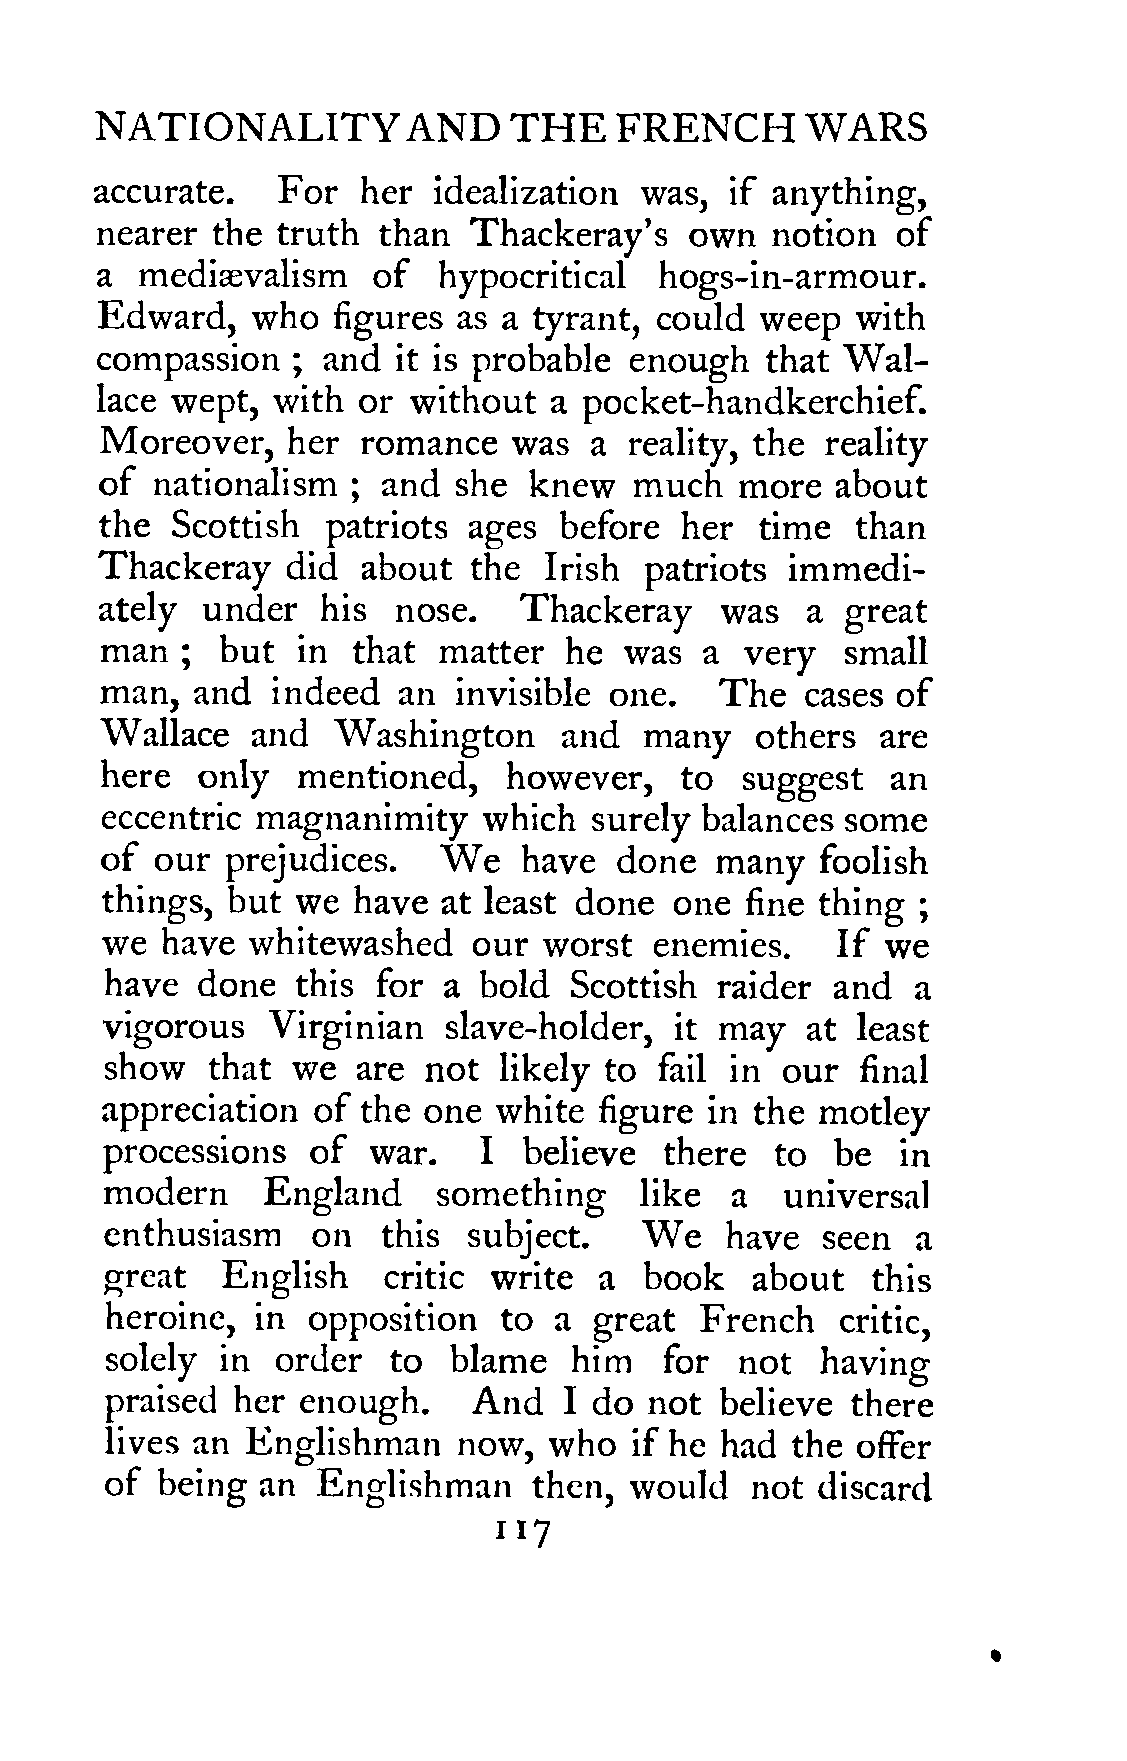 NATIONALITY AND THE FRENCH WARS
accurate. For her idealization was, if anything,
nearer the truth than Thackeray's own notion of
a mediævalism of hypocritical hogs-in-armour.
Edward, who figures as a tyrant, could weep with
compassion ; and it is probable enough that Wal-
lace wept, with or without a pocket-handkerchief.
Moreover, her romance was a reality, the reality
of nationalism ; and she knew much more about
the Scottish patriots ages before her time than
Thackeray did about the Irish patriots immedi-
ately under his nose. Thackeray was a great
man ; but in that matter he was a very small
man, and indeed an invisible one. The cases of
Wallace and Washington and many others are
here only mentioned, however, to suggest an
eccentric magnanimity which surely balances some
of our prejudices. We have done many foolish
things, but we have at least done one fine thing ;
we have whitewashed our worst enemies. If we
have done this for a bold Scottish raider and a
vigorous Virginian slave-holder, it may at least
show that we are not likely to fail in our final
appreciation of the one white figure in the motley
processions of war. I believe there to be in
modern England something like a universal
enthusiasm on this subject. We have seen a
great English critic write a book about this
heroine, in opposition to a great French critic,
solely in order to blame him for not having
praised her enough. And I do not believe there
lives an Englishman now, who if he had the offer
of being an Englishman then, would not discard
117